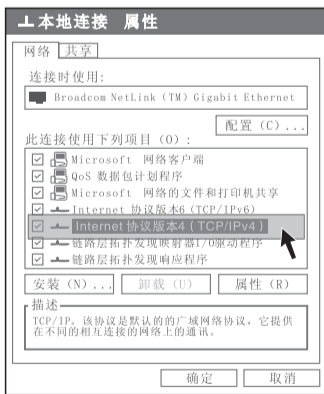 本地连接 属性
网络 共享
连接时使用:
Broadcom NetLink (TM) Gigabit Ethernet
配置 (C)...
此连接使用下列项目 (O):
Microsoft 网络客户端
QoS 数据包计划程序
Microsoft 网络的文件和打印机共享
Internet 协议版本6 (TCP/IPv6)
Internet 协议版本4 ( TCP/IPv4 )
链路层拓扑发现映射器I/O驱动程序
链路层拓扑发现响应程序
安装 (N)... 卸载 (U) 属性 (R)
描述
TCP/IP。该协议是默认的的广域网络协议，它提供
在不同的相互连接的网络上的通讯。
确定 取消